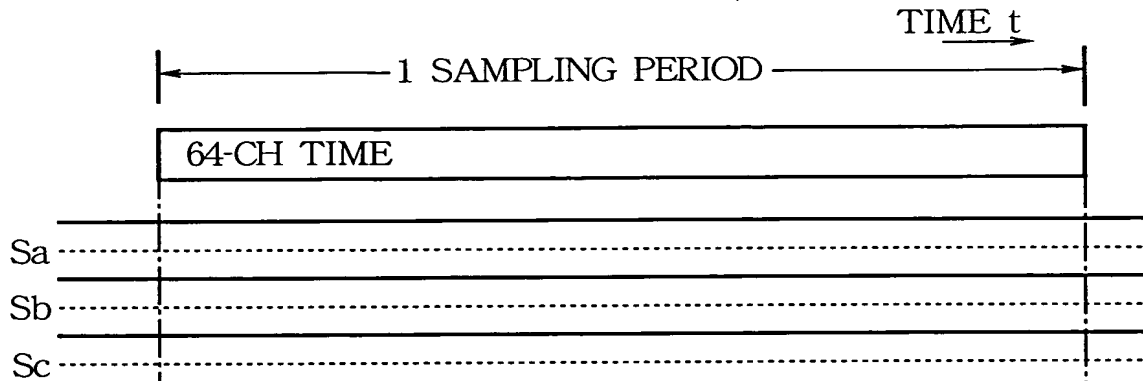 TIME t
1 SAMPLING PERIOD
64-CH TIME
Sa
Sb
Sc